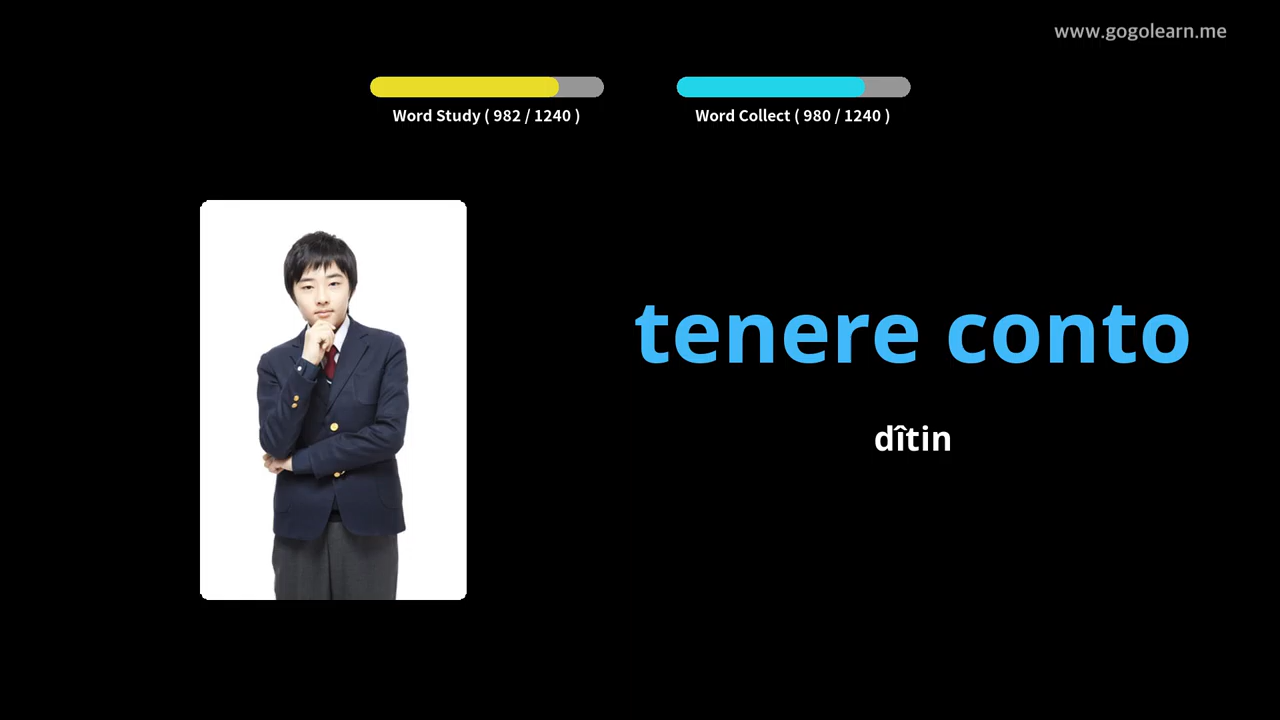 www.gogolearn.me
Word Study ( 982 / 1240 )
Word Collect ( 980 / 1240 )
tenere conto
dîtin